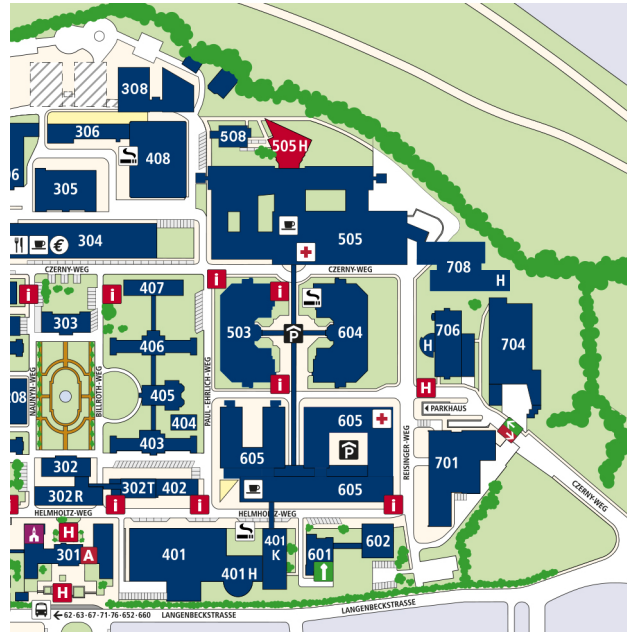 308
306
408
508
505 H
06
305
304
€
505
CZERNY-WEG
CZERNY-WEG
708
H
i
407
i
i
303
503
604
706
H
704
406
P
NAUNYN-WEG
BILLROTH-WEG
PAUL-EHRLICH-WEG
08
405
i
H
PARKHAUS
404
403
605
605
P
REISINGER-WEG
701
302
302 R
302T
402
605
CZERNY-WEG
i
i
i
i
HELMHOLTZ-WEG
HELMHOLTZ-WEG
H
301
A
401
401
K
601
602
401 H
H
62·63·67·71·76·652·660
LANGENBECKSTRASSE
LANGENBECKSTRASSE